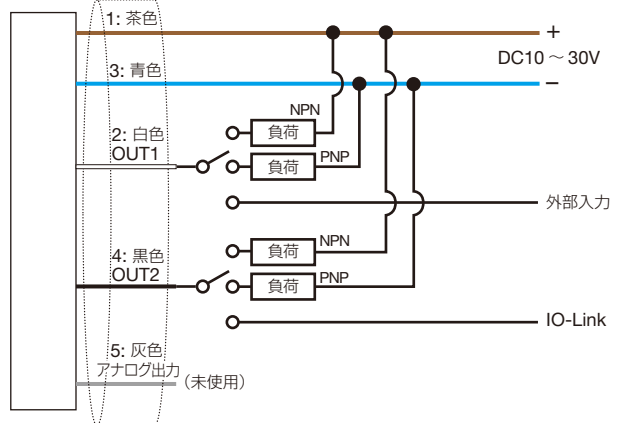 1: 茶色
+
DC10 ～ 30V
3: 青色
−
NPN
負荷
2: 白色
OUT1
負荷
PNP
外部入力
負荷
NPN
4: 黒色
OUT2
負荷
PNP
IO-Link
5: 灰色
アナログ出力
（未使用）